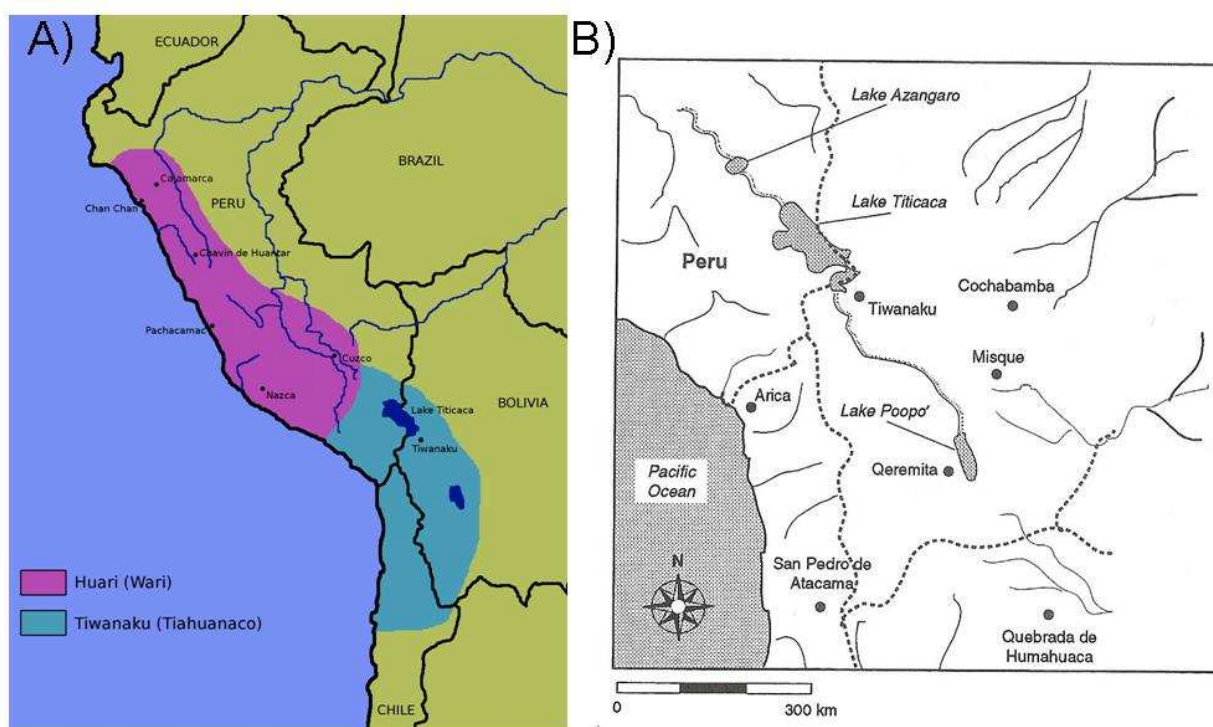 A)
ECUADOR
BRAZIL
Cajamarca
PERU
Chan Chan
Chavin de Huantar
Pachacamac
Cuzco
Nazca
Lake Titicaca
BOLIVIA
Tiwanaku
Huari (Wari)
Tiwanaku (Tiahuanaco)
CHILE
B)
Lake Azangaro
Lake Titicaca
Peru
Cochabamba
Tiwanaku
Misque
Arica
Lake Poopo'
Qeremita
Pacific
Ocean
San Pedro de
Atacama
N
Quebrada de
Humahuaca
0
300 km